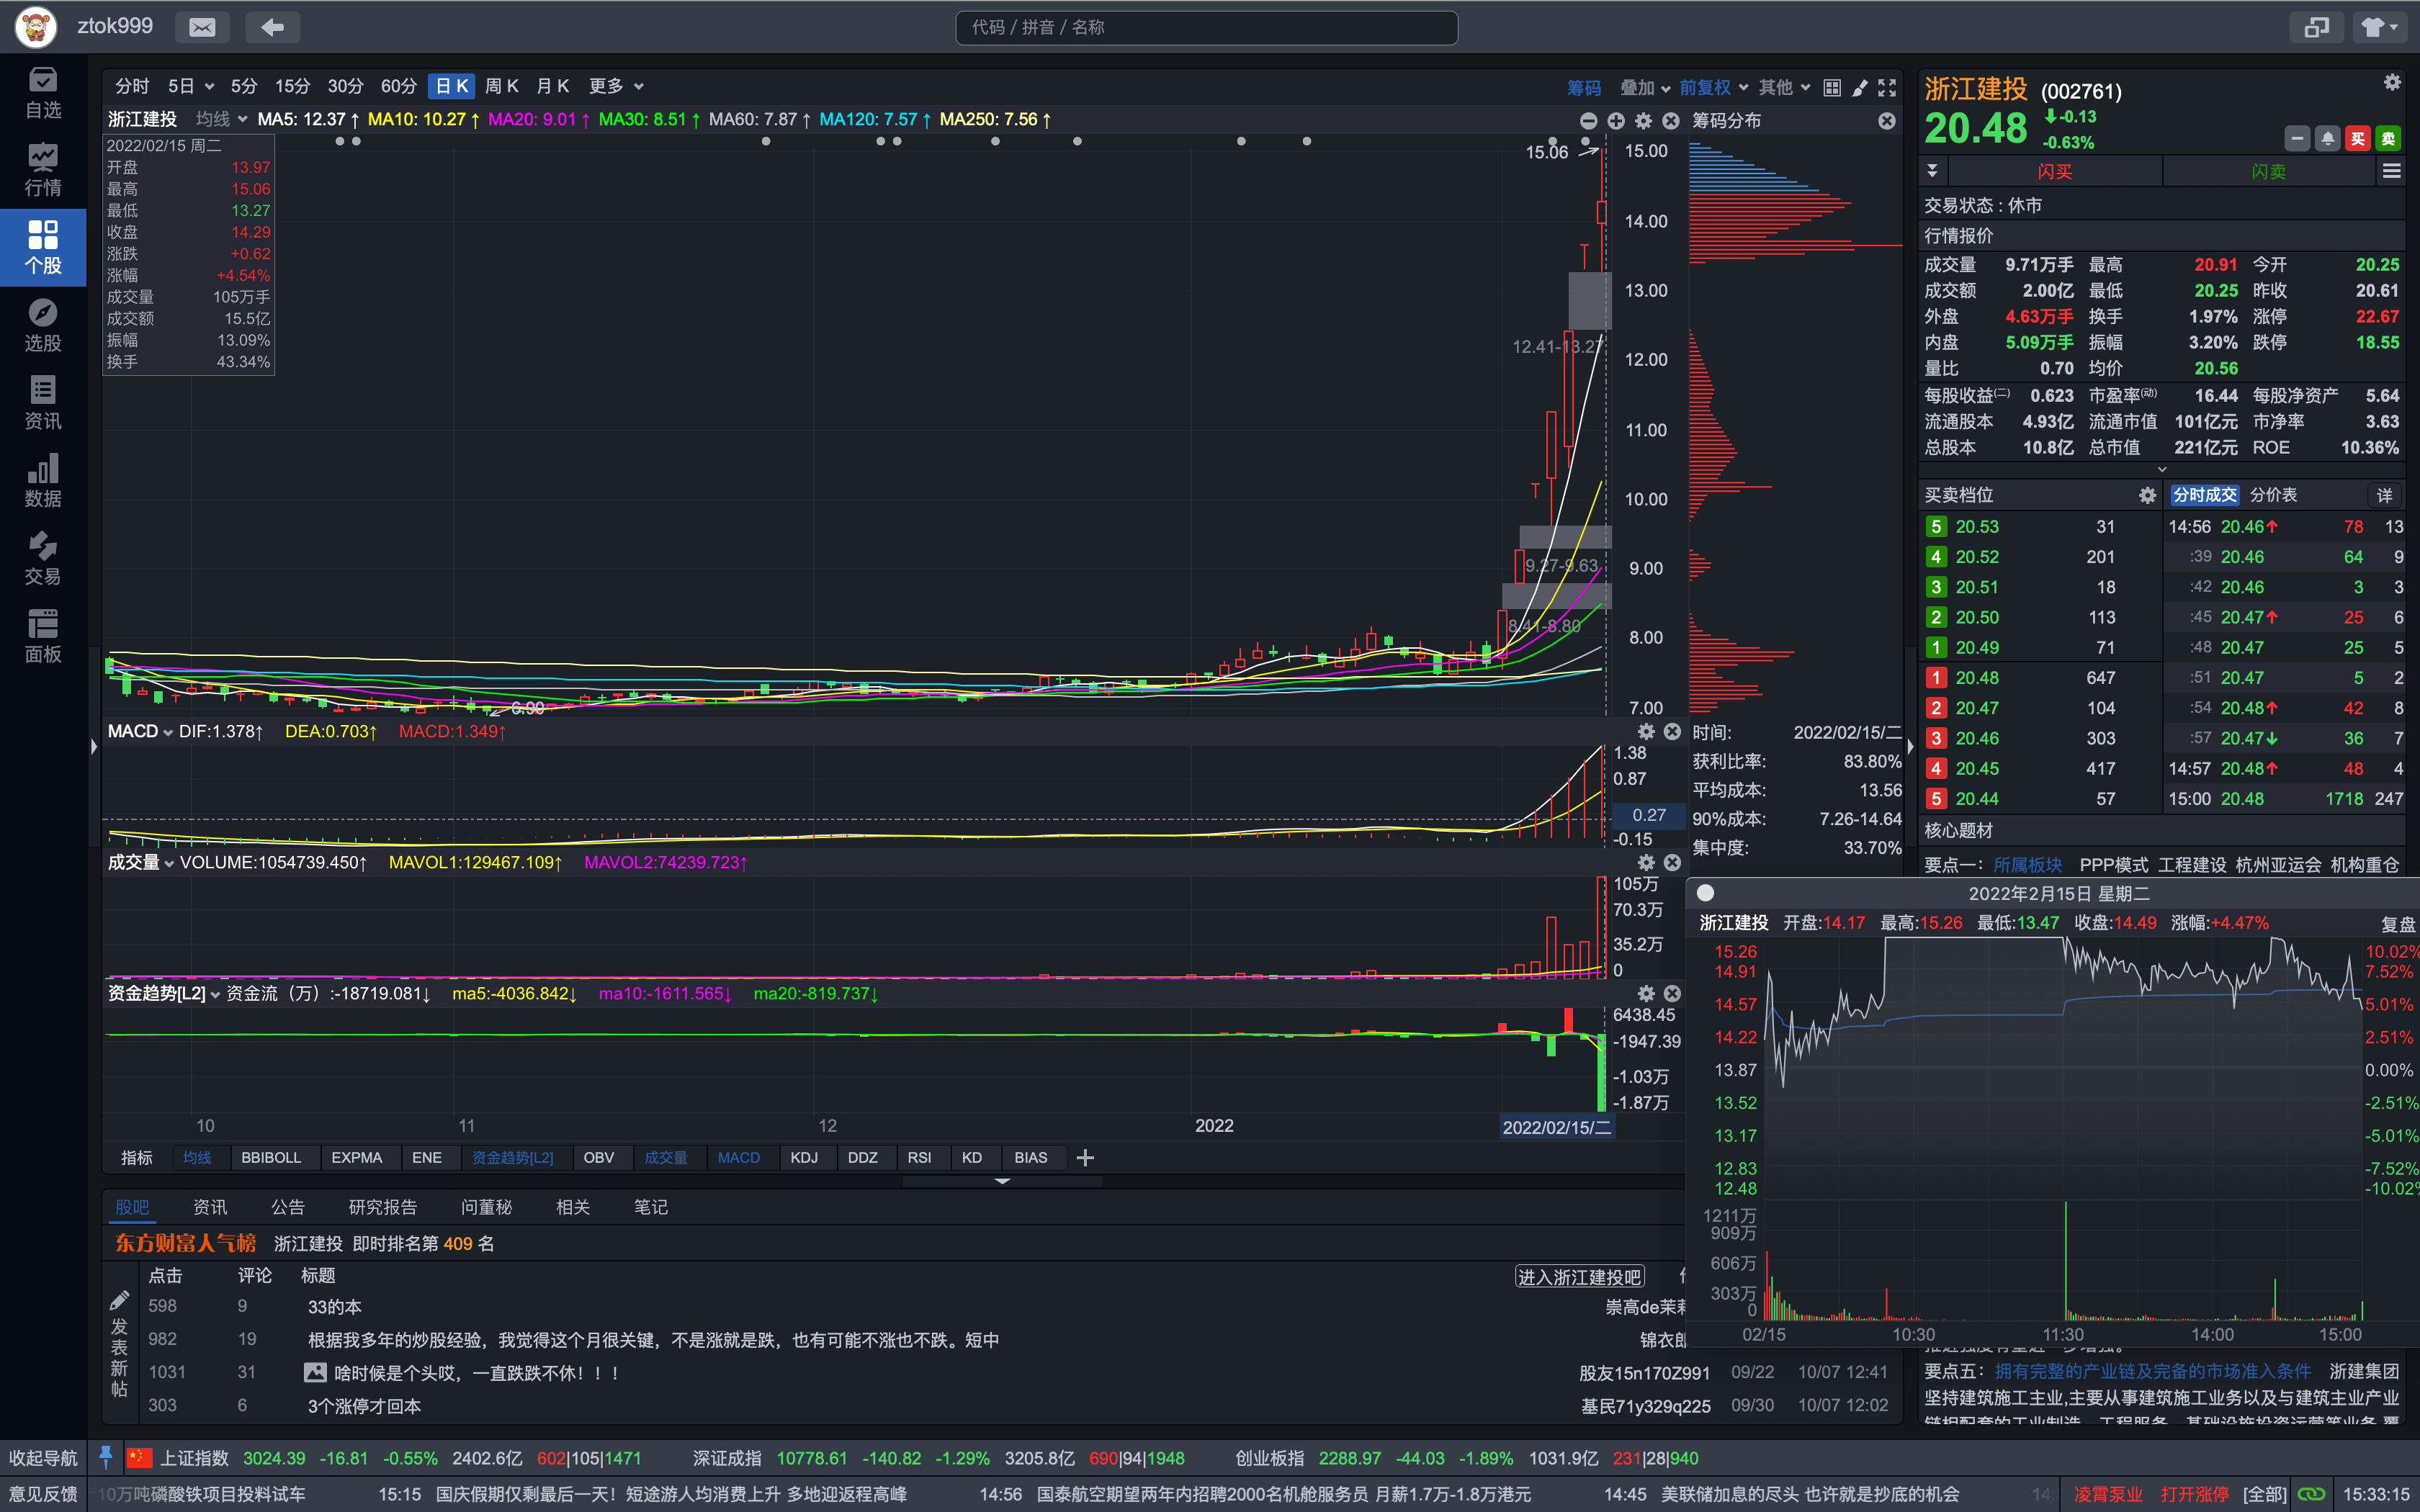 ztok999
代码 / 拼音 / 名称
自选
行情
个股
选股
资讯
数据
交易
面板
分时 5日 5分 15分 30分 60分 日K 周K 月K 更多
筹码 叠加 前复权 其他
浙江建投 均线 MA5: 12.37↑ MA10: 10.27↑ MA20: 9.01↑ MA30: 8.51↑ MA60: 7.87↑ MA120: 7.57↑ MA250: 7.56↑
筹码分布
2022/02/15 周二
开盘 13.97
最高 15.06
最低 13.27
收盘 14.29
涨跌 +0.62
涨幅 +4.54%
成交量 105万手
成交额 15.5亿
振幅 13.09%
换手 43.34%
15.06
12.41-13.27
9.27-9.63
8.41-8.80
6.90
15.00
14.00
13.00
12.00
11.00
10.00
9.00
8.00
7.00
MACD DIF:1.378↑ DEA:0.703↑ MACD:1.349↑
1.38
0.87
0.27
-0.15
成交量 VOLUME:1054739.450↑ MAVOL1:129467.109↑ MAVOL2:74239.723↑
105万
70.3万
35.2万
0
资金趋势[L2] 资金流（万）:-18719.081↓ ma5:-4036.842↓ ma10:-1611.565↓ ma20:-819.737↓
6438.45
-1947.39
-1.03万
-1.87万
10 11 12 2022 2022/02/15/二
指标 均线 BBIBOLL EXPMA ENE 资金趋势[L2] OBV 成交量 MACD KDJ DDZ RSI KD BIAS
时间: 2022/02/15/二
获利比率: 83.80%
平均成本: 13.56
90%成本: 7.26-14.64
集中度: 33.70%
股吧 资讯 公告 研究报告 问董秘 相关 笔记
东方财富人气榜 浙江建投 即时排名第 409 名
点击 评论 标题 进入浙江建投吧
发表新帖
598 9 33的本 崇高de茉
982 19 根据我多年的炒股经验，我觉得这个月很关键，不是涨就是跌，也有可能不涨也不跌。短中 锦衣郎
1031 31 啥时候是个头哎，一直跌跌不休！！！ 股友15n170Z991 09/22 10/07 12:41
303 6 3个涨停才回本 基民71y329q225 09/30 10/07 12:02
浙江建投 (002761)
20.48 -0.13
-0.63%
买 卖
闪买 闪卖
交易状态 : 休市
行情报价
成交量 9.71万手 最高 20.91 今开 20.25
成交额 2.00亿 最低 20.25 昨收 20.61
外盘 4.63万手 换手 1.97% 涨停 22.67
内盘 5.09万手 振幅 3.20% 跌停 18.55
量比 0.70 均价 20.56
每股收益(二) 0.623 市盈率(动) 16.44 每股净资产 5.64
流通股本 4.93亿 流通市值 101亿元 市净率 3.63
总股本 10.8亿 总市值 221亿元 ROE 10.36%
买卖档位 分时成交 分价表 详
5 20.53 31 14:56 20.46↑ 78 13
4 20.52 201 :39 20.46 64 9
3 20.51 18 :42 20.46 3 3
2 20.50 113 :45 20.47↑ 25 6
1 20.49 71 :48 20.47 25 5
1 20.48 647 :51 20.47 5 2
2 20.47 104 :54 20.48↑ 42 8
3 20.46 303 :57 20.47↓ 36 7
4 20.45 417 14:57 20.48↑ 48 4
5 20.44 57 15:00 20.48 1718 247
核心题材
要点一: 所属板块 PPP模式 工程建设 杭州亚运会 机构重仓
2022年2月15日 星期二
浙江建投 开盘:14.17 最高:15.26 最低:13.47 收盘:14.49 涨幅:+4.47% 复盘
15.26 10.02%
14.91 7.52%
14.57 5.01%
14.22 2.51%
13.87 0.00%
13.52 -2.51%
13.17 -5.01%
12.83 -7.52%
12.48 -10.02%
1211万
909万
606万
303万
0
02/15 10:30 11:30 14:00 15:00
要点五: 拥有完整的产业链及完备的市场准入条件 浙建集团
坚持建筑施工主业,主要从事建筑施工业务以及与建筑主业产业
链相配套的工业制造、工程服务、基础设施投资运营等业务,覆
收起导航 上证指数 3024.39 -16.81 -0.55% 2402.6亿 602|105|1471 深证成指 10778.61 -140.82 -1.29% 3205.8亿 690|94|1948 创业板指 2288.97 -44.03 -1.89% 1031.9亿 231|28|940
意见反馈 10万吨磷酸铁项目投料试车 15:15 国庆假期仅剩最后一天！短途游人均消费上升 多地迎返程高峰 14:56 国泰航空期望两年内招聘2000名机舱服务员 月薪1.7万-1.8万港元 14:45 美联储加息的尽头 也许就是抄底的机会 14: 凌霄泵业 打开涨停 [全部] 15:33:15